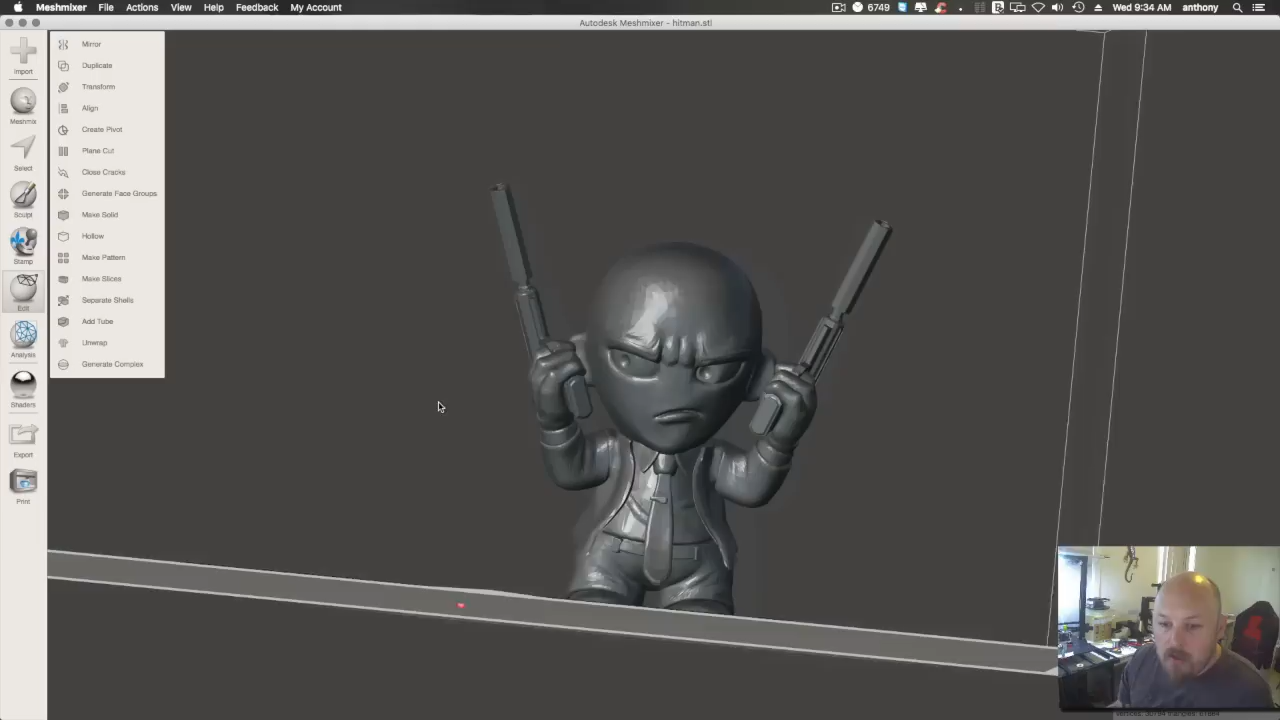 Meshmixer File Actions View Help Feedback My Account 6749 Wed 9:34 AM anthony
Autodesk Meshmixer - hitman.stl
Import
Meshmix
Select
Sculpt
Stamp
Edit
Analysis
Shaders
Export
Print
Mirror
Duplicate
Transform
Align
Create Pivot
Plane Cut
Close Cracks
Generate Face Groups
Make Solid
Hollow
Make Pattern
Make Slices
Separate Shells
Add Tube
Unwrap
Generate Complex